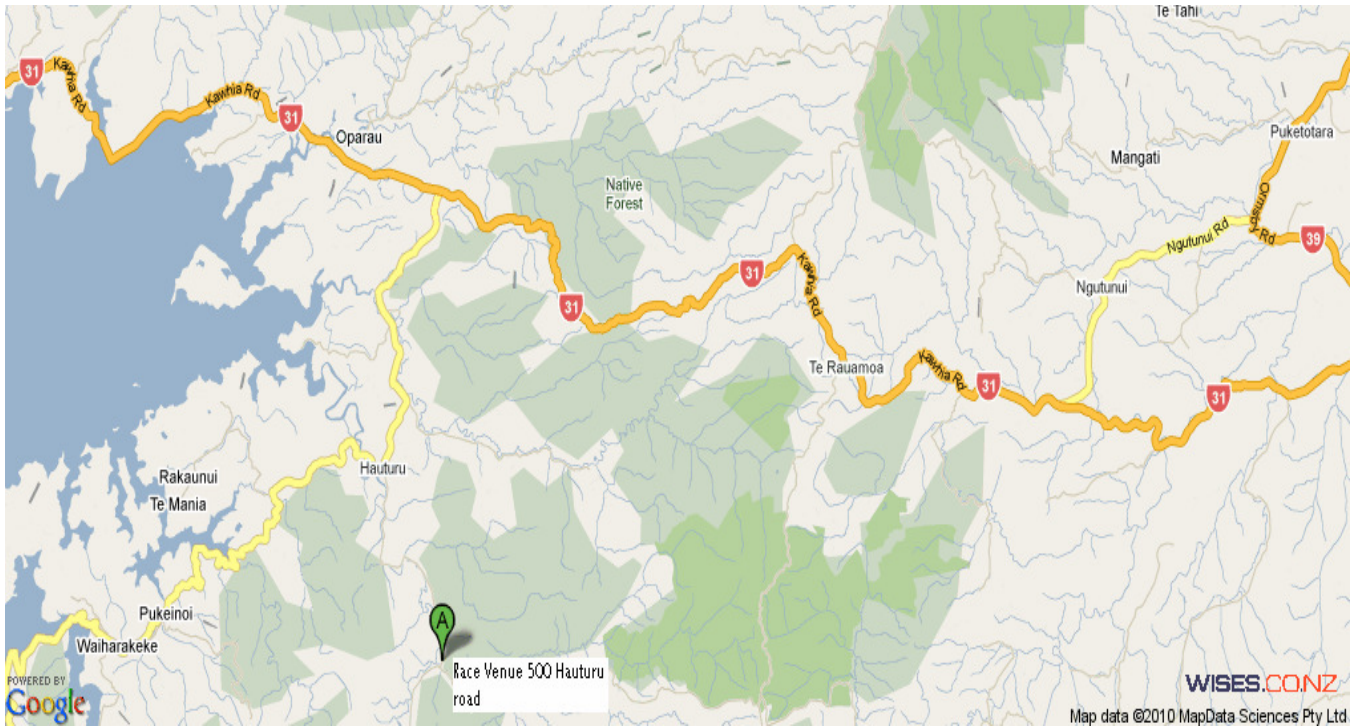 Te Tahi
31
Kawhia Rd
Kawhia Rd
31
Oparau
Puketotara
Mangati
Native
Forest
Ormsby Rd
Ngutunui Rd
39
31
Kawhia Rd
Ngutunui
31
Te Rauamoa
Kawhia Rd
31
31
Hauturu
Rakaunui
Te Mania
Pukeinoi
Waiharakeke
A
Race Venue 500 Hauturu
road
POWERED BY
Google
WISES.CO.NZ
Map data ©2010 MapData Sciences Pty Ltd